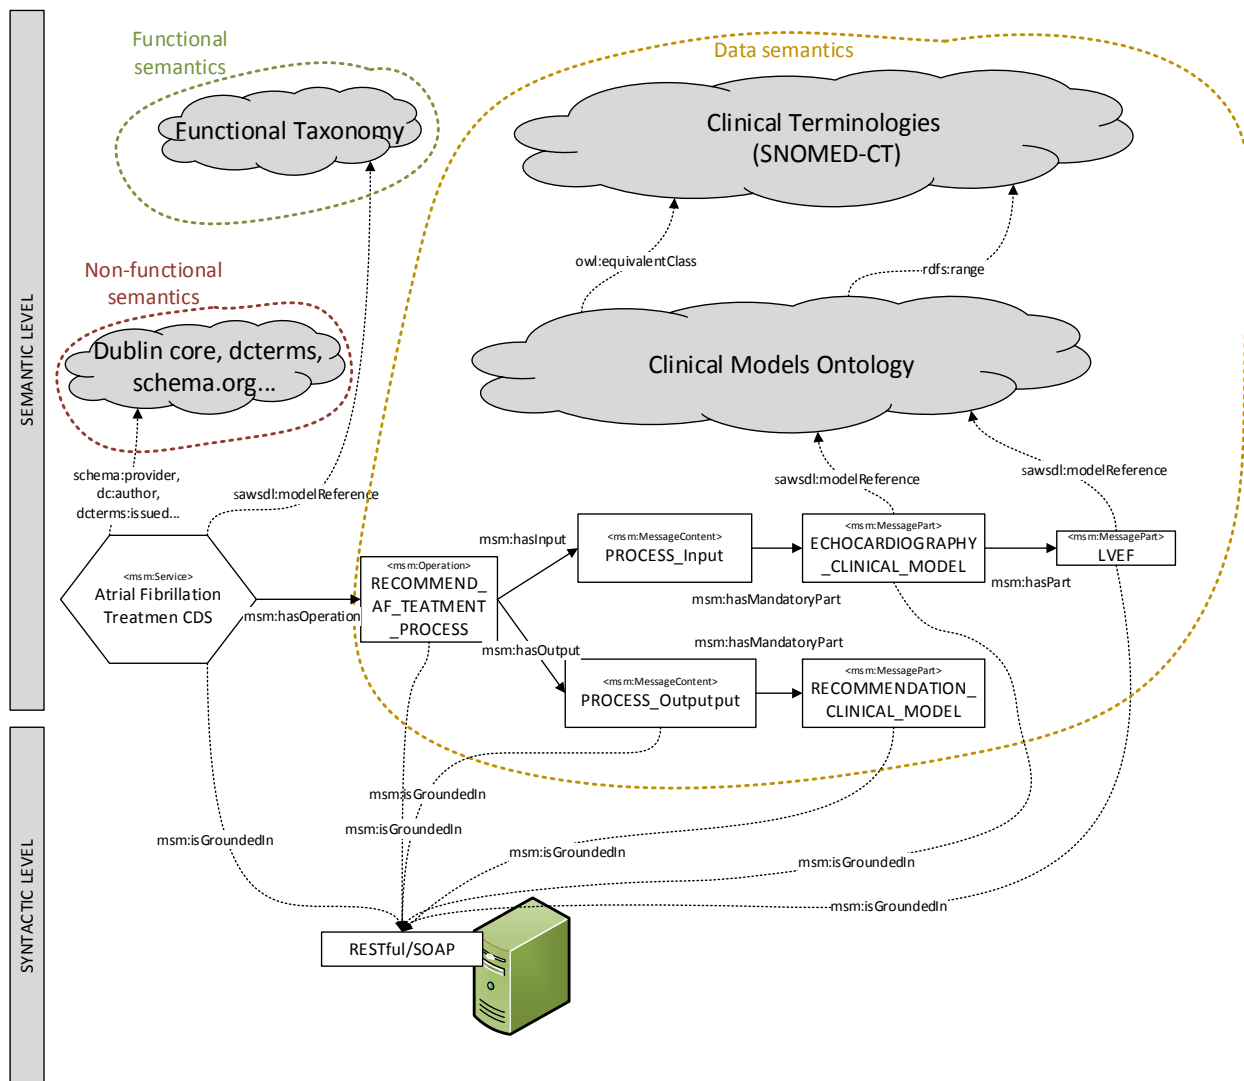 Functional
semantics
Data semantics
Functional Taxonomy
Clinical Terminologies
(SNOMED-CT)
owl:equivalentClass
rdfs:range
Non-functional
semantics
Dublin core, dcterms,
schema.org...
Clinical Models Ontology
SEMANTIC LEVEL
schema:provider,
dc:author,
dcterms:issued...
sawsdl:modelReference
sawsdl:modelReference
sawsdl:modelReference
<msm:Service>
Atrial Fibrillation
Treatmen CDS
msm:hasOperation
<msm:Operation>
RECOMMEND_
AF_TEATMENT
_PROCESS
msm:hasInput
msm:hasOutput
<msm:MessageContent>
PROCESS_Input
msm:hasMandatoryPart
<msm:MessagePart>
ECHOCARDIOGRAPHY
_CLINICAL_MODEL
msm:hasPart
<msm:MessagePart>
LVEF
<msm:MessageContent>
PROCESS_Outputput
msm:hasMandatoryPart
<msm:MessagePart>
RECOMMENDATION_
CLINICAL_MODEL
SYNTACTIC LEVEL
msm:isGroundedIn
msm:isGroundedIn
msm:isGroundedIn
msm:isGroundedIn
msm:isGroundedIn
msm:isGroundedIn
RESTful/SOAP